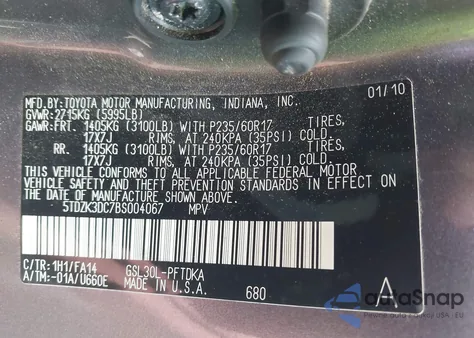 MFD.BY: TOYOTA MOTOR MANUFACTURING, INDIANA, INC. 01/10
GVWR: 2715KG (5995LB)
GAWR: FRT. 1405KG (3100LB) WITH P235/60R17 TIRES,
17X7J RIMS, AT 240KPA (35PSI) COLD.
RR. 1405KG (3100LB) WITH P235/60R17 TIRES,
17X7J RIMS, AT 240KPA (35PSI) COLD.
THIS VEHICLE CONFORMS TO ALL APPLICABLE FEDERAL MOTOR
VEHICLE SAFETY AND BUMPER STANDARDS IN EFFECT ON
THE DATE OF MANUFACTURE SHOWN ABOVE.
5TDZK3DC7BS004067 MPV
C/TR: 1H1/FA14 GSL30L-PFTDKA
A/TM: -01A/U660E MADE IN U.S.A. 680 A
autoSnap